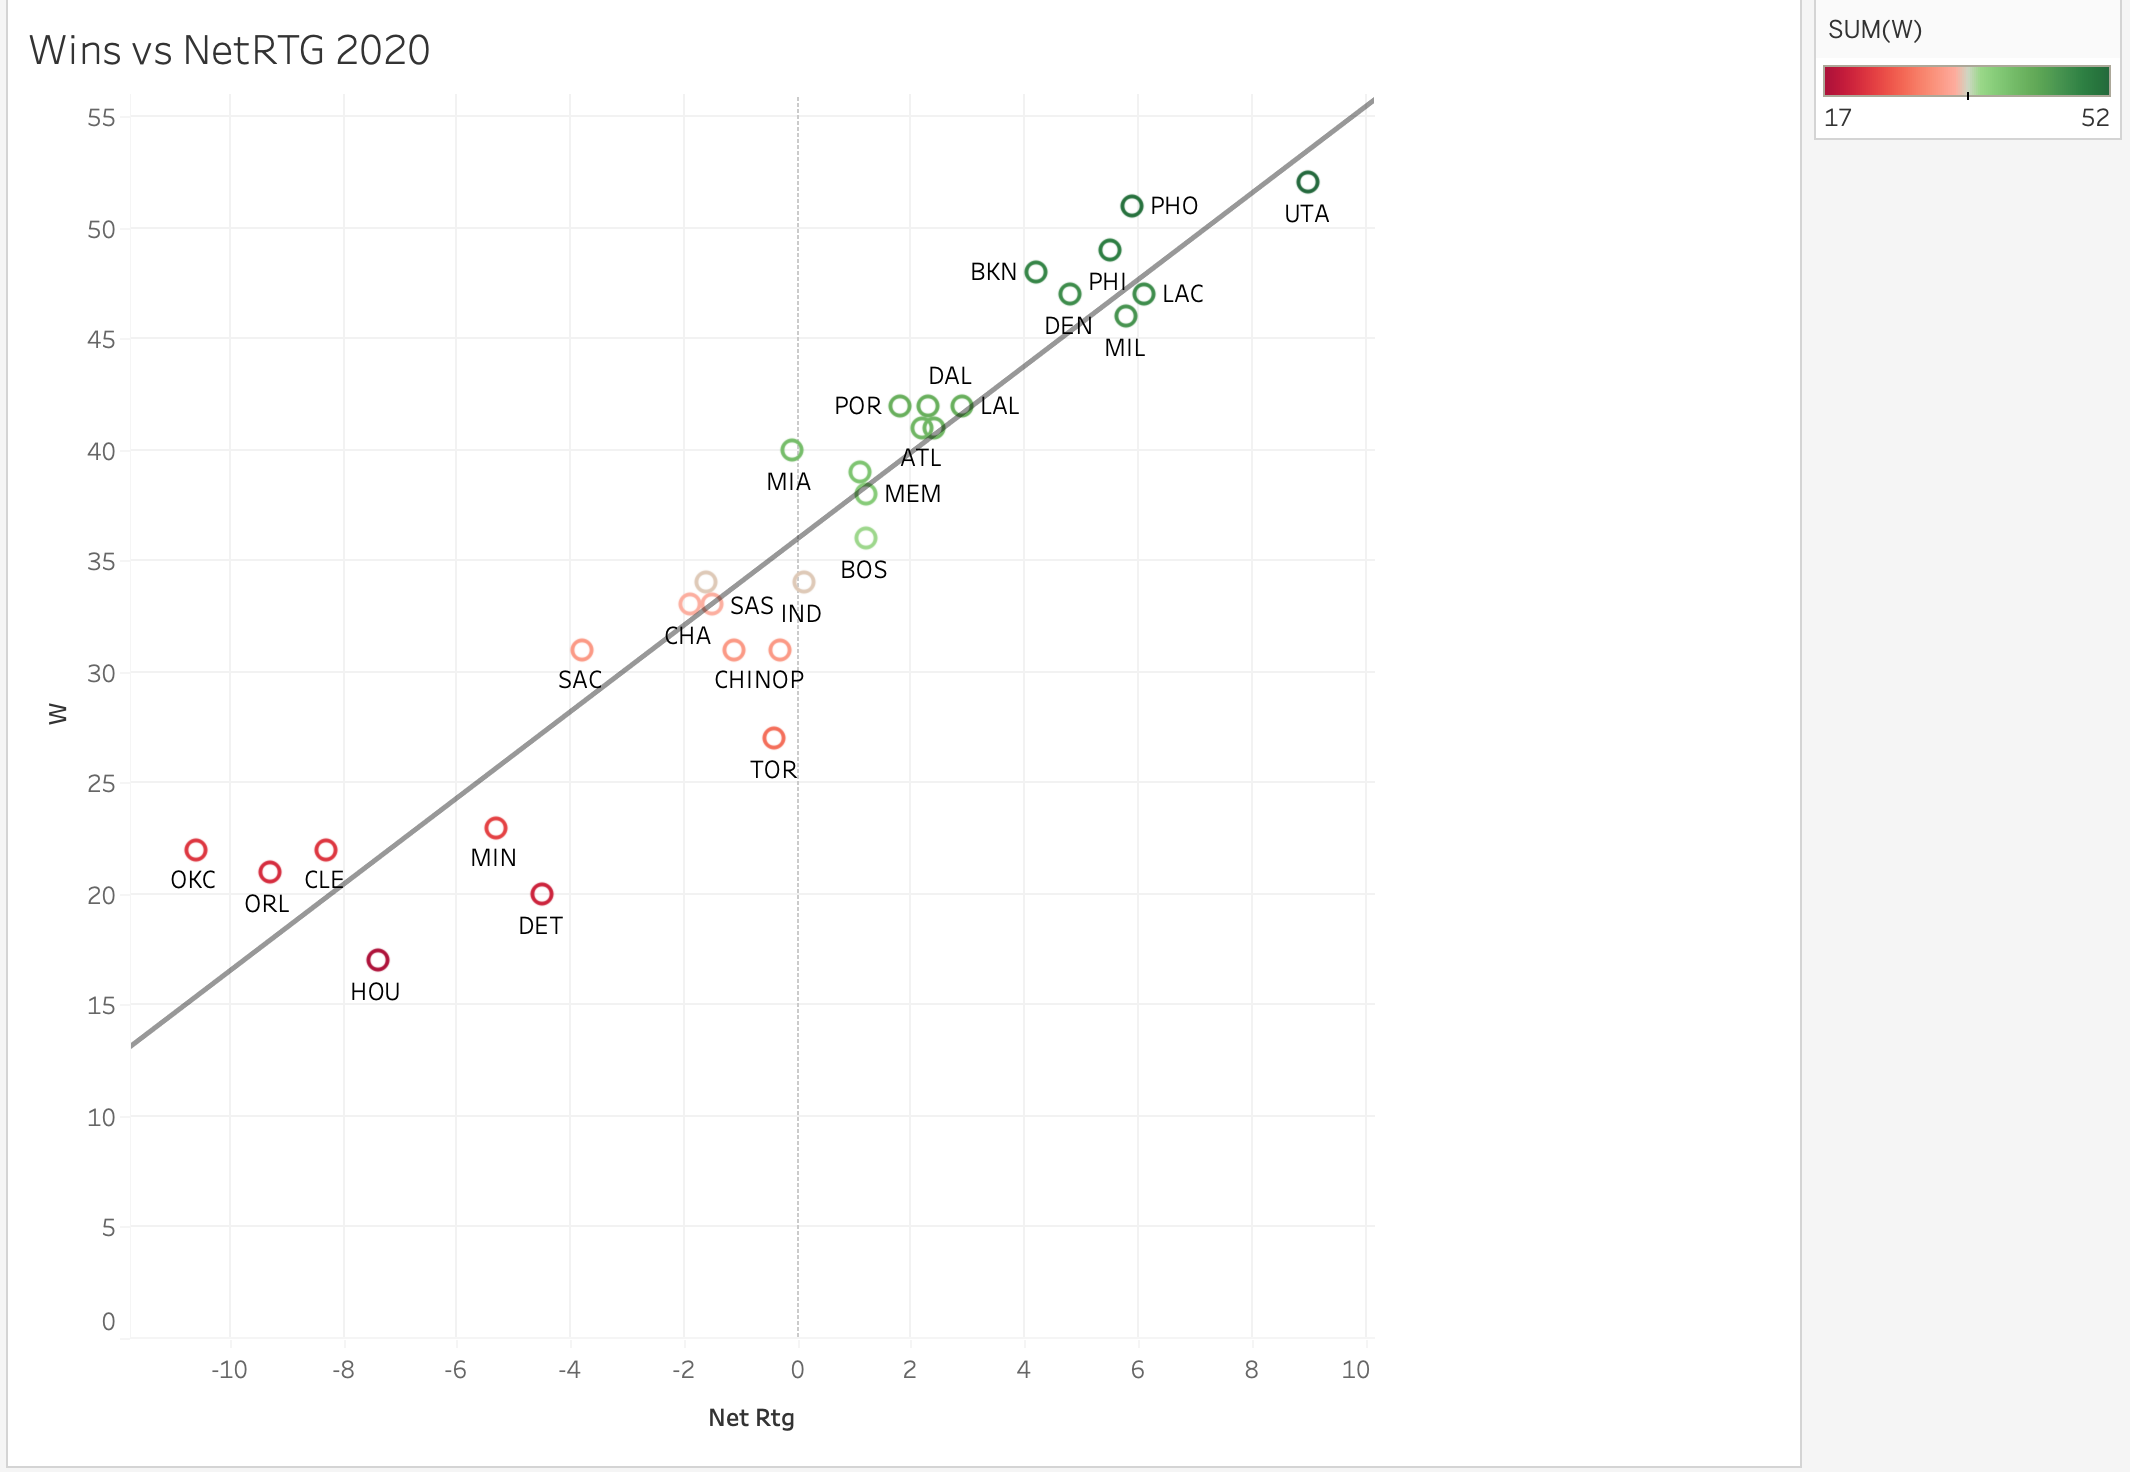 Wins vs NetRTG 2020
SUM(W)
17 52
55
50
45
40
35
30
25
20
15
10
5
0
W
PHO
UTA
BKN
PHI
LAC
DEN
MIL
DAL
POR
LAL
ATL
MIA
MEM
BOS
SAS
IND
CHA
SAC
CHI
NOP
TOR
MIN
OKC
CLE
ORL
DET
HOU
-10 -8 -6 -4 -2 0 2 4 6 8 10
Net Rtg